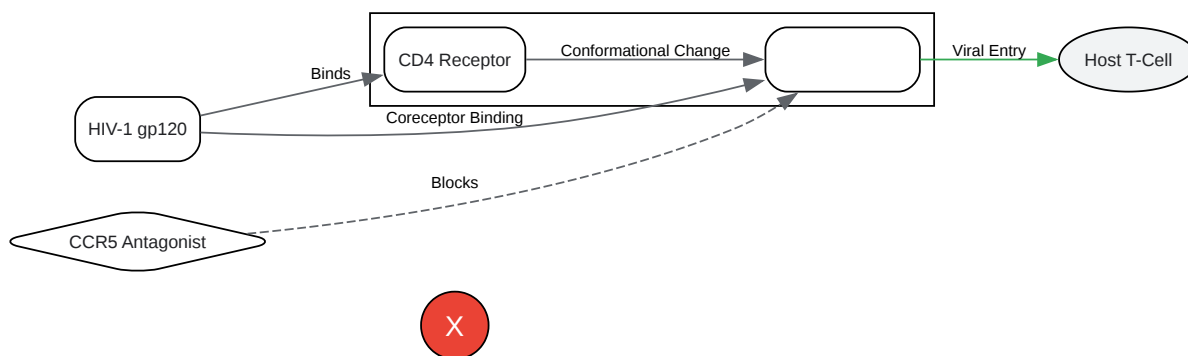 CD4 Receptor
Conformational Change
Viral Entry
Host T-Cell
Binds
HIV-1 gp120
Coreceptor Binding
Blocks
CCR5 Antagonist
X